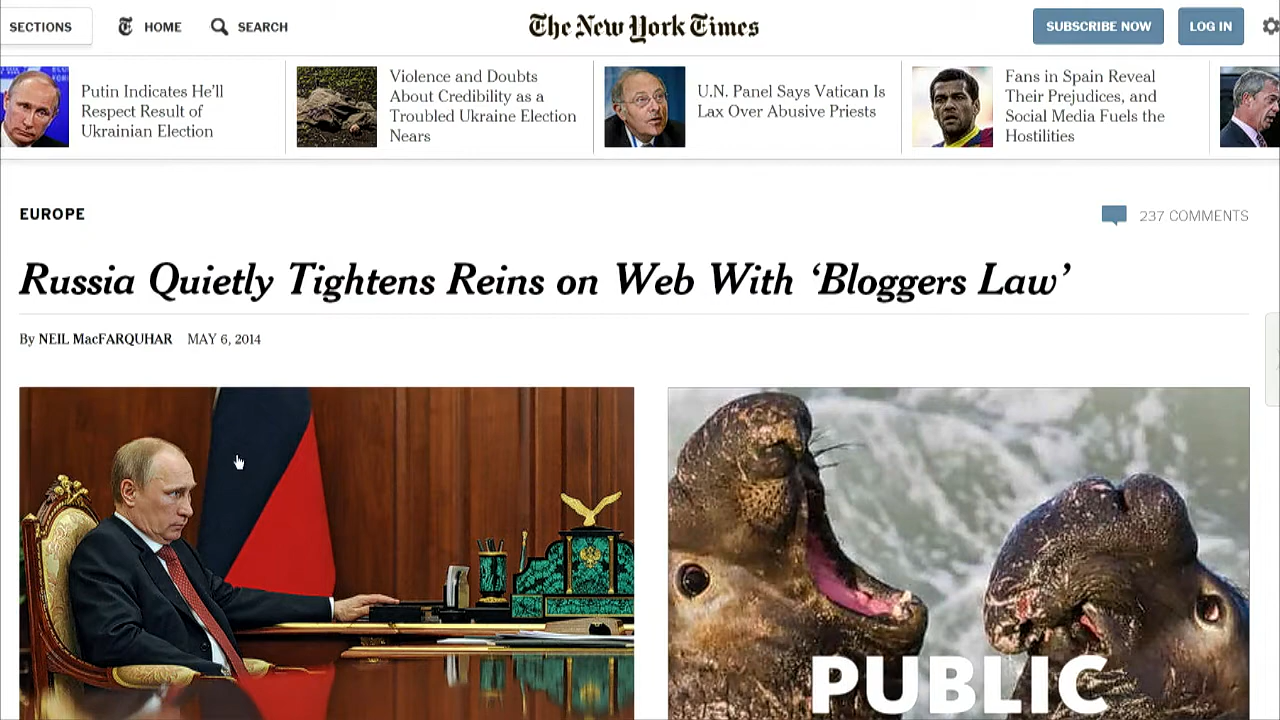 SECTIONS
HOME
SEARCH
The New York Times
SUBSCRIBE NOW
LOG IN
Putin Indicates He'll
Respect Result of
Ukrainian Election
Violence and Doubts
About Credibility as a
Troubled Ukraine Election
Nears
U.N. Panel Says Vatican Is
Lax Over Abusive Priests
Fans in Spain Reveal
Their Prejudices, and
Social Media Fuels the
Hostilities
EUROPE
237 COMMENTS
Russia Quietly Tightens Reins on Web With ‘Bloggers Law’
By NEIL MacFARQUHAR MAY 6, 2014
PUBLIC